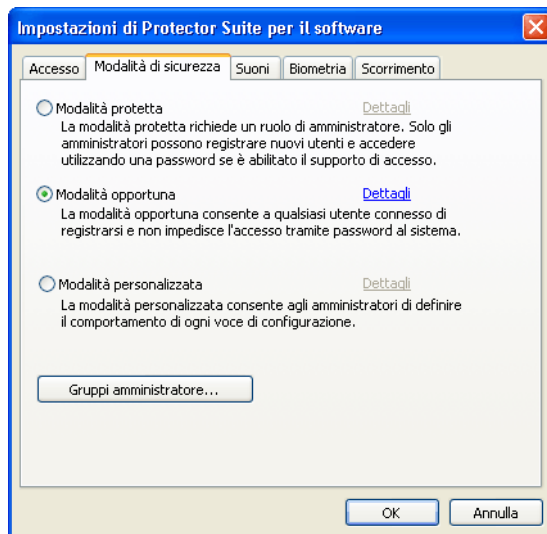 Impostazioni di Protector Suite per il software
Accesso Modalità di sicurezza Suoni Biometria Scorrimento
Modalità protetta Dettagli
La modalità protetta richiede un ruolo di amministratore. Solo gli
amministratori possono registrare nuovi utenti e accedere
utilizzando una password se è abilitato il supporto di accesso.
Modalità opportuna Dettagli
La modalità opportuna consente a qualsiasi utente connesso di
registrarsi e non impedisce l'accesso tramite password al sistema.
Modalità personalizzata Dettagli
La modalità personalizzata consente agli amministratori di definire
il comportamento di ogni voce di configurazione.
Gruppi amministratore...
OK Annulla